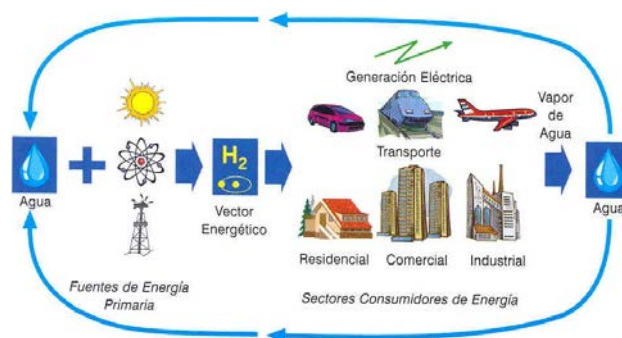 Generación Eléctrica
Vapor
de
Agua
Transporte
Agua
H2
Vector
Energético
Agua
Residencial
Comercial
Industrial
Fuentes de Energía
Primaria
Sectores Consumidores de Energía